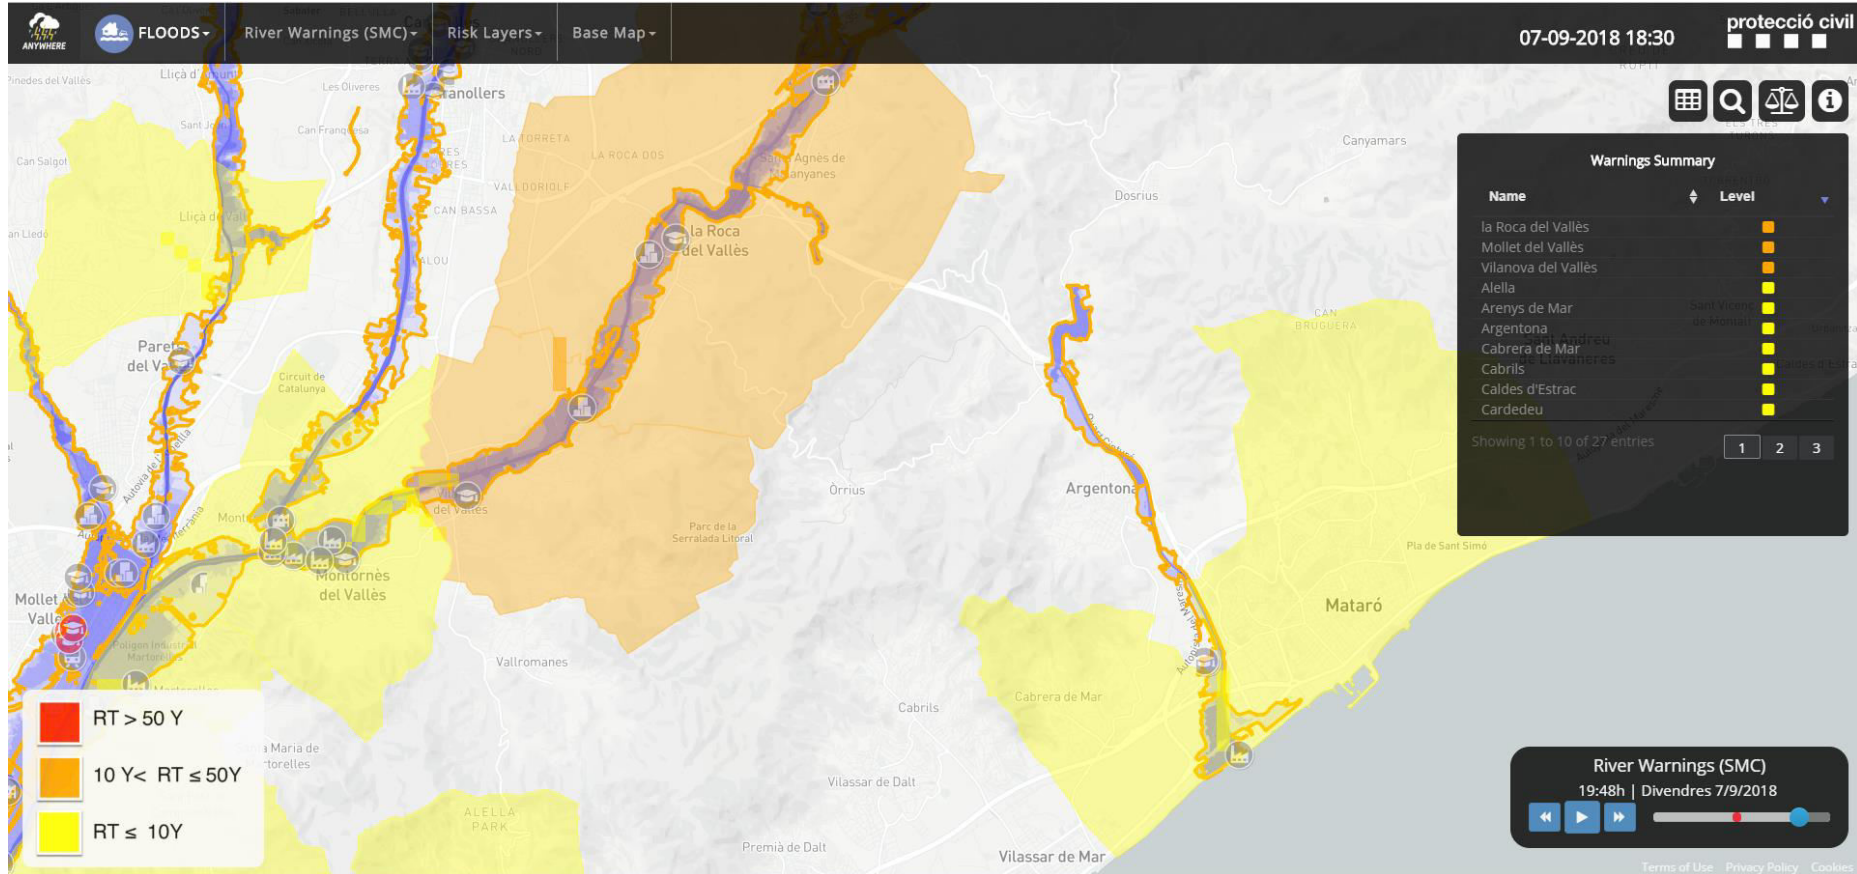 ANYWHERE
FLOODS
River Warnings (SMC)
Risk Layers
Base Map
07-09-2018 18:30
protecció civil
Pinedes del Vallès
Les Oliveres
Can Franquesa
Can Salgot
LA TORRETA
LA ROCA DOS
VALLDORIOLF
CAN BASSA
Canyamars
Dosrius
la Roca
del Vallès
Circuit de
Catalunya
CAN
BRUGUERA
Òrrius
Argentona
Parc de la
Serralada Litoral
Pla de Sant Simó
Montornès
del Vallès
Mataró
Vallromanes
Cabrera de Mar
Cabrils
Vilassar de Dalt
ALELLA
PARK
Premià de Dalt
Vilassar de Mar
Warnings Summary
Name Level
la Roca del Vallès
Mollet del Vallès
Vilanova del Vallès
Alella
Arenys de Mar
Argentona
Cabrera de Mar
Cabrils
Caldes d'Estrac
Cardedeu
Showing 1 to 10 of 27 entries
1 2 3
RT > 50 Y
10 Y< RT ≤ 50Y
RT ≤ 10Y
River Warnings (SMC)
19:48h | Divendres 7/9/2018
Terms of Use Privacy Policy Cookies